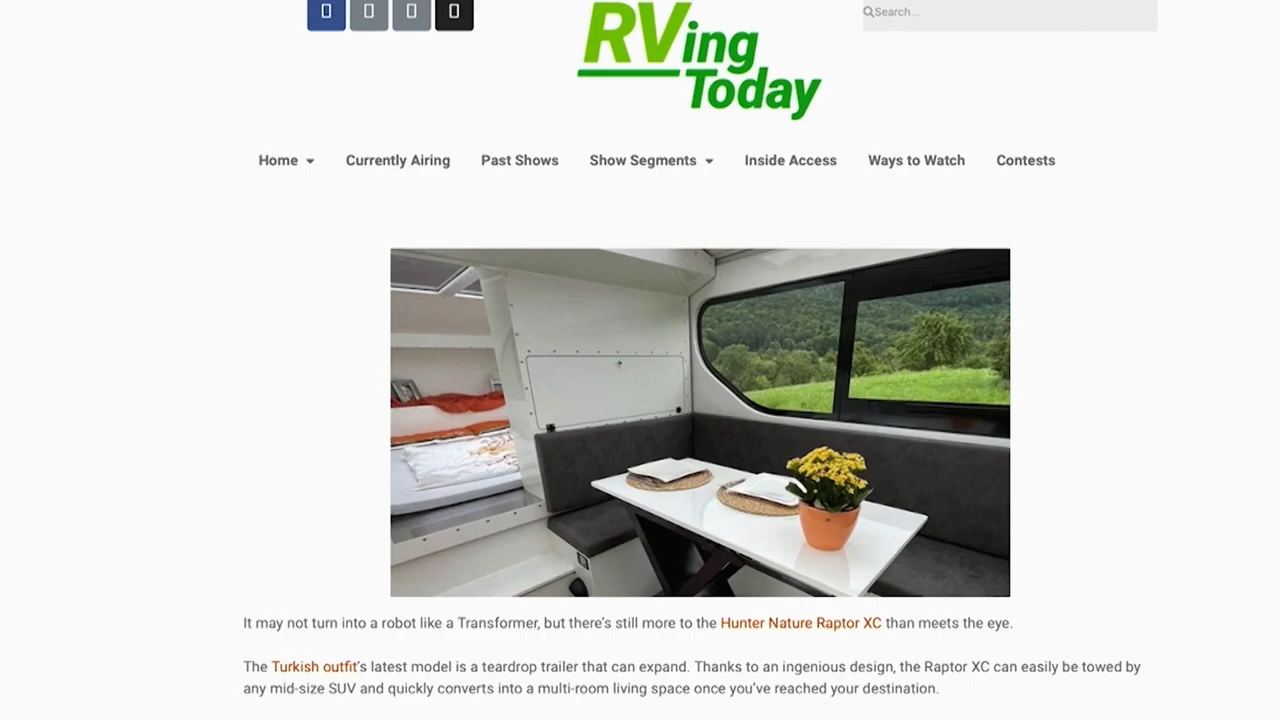 Search...
RVing
Today
Home
Currently Airing
Past Shows
Show Segments
Inside Access
Ways to Watch
Contests
It may not turn into a robot like a Transformer, but there's still more to the Hunter Nature Raptor XC than meets the eye.
The Turkish outfit's latest model is a teardrop trailer that can expand. Thanks to an ingenious design, the Raptor XC can easily be towed by
any mid-size SUV and quickly converts into a multi-room living space once you've reached your destination.